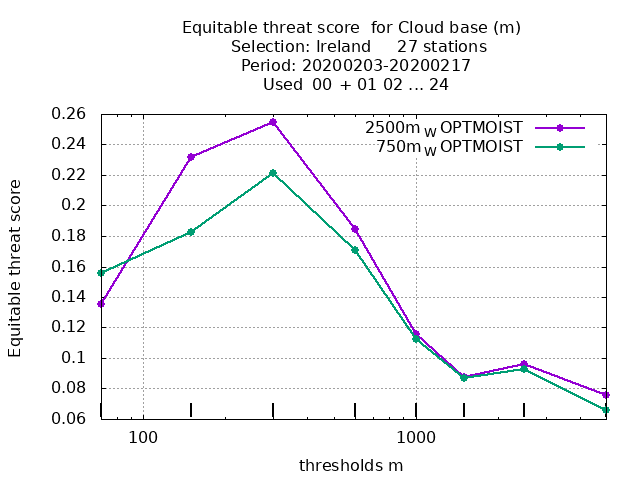 Equitable threat score  for Cloud base (m)
Selection: Ireland     27 stations
Period: 20200203-20200217
Used  00  + 01 02 ... 24
2500m W OPTMOIST
750m W OPTMOIST
Equitable threat score
0.26
0.24
0.22
0.2
0.18
0.16
0.14
0.12
0.1
0.08
0.06
100
1000
thresholds m